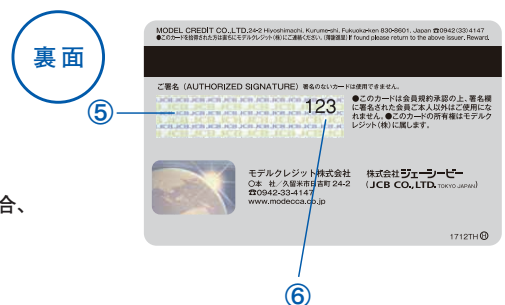 裏面
MODEL CREDIT CO.,LTD.24-2 Hiyoshimachi, Kurume-shi, Fukuoka-ken 830-8601, Japan ☎0942(33)4147
●このカードを拾得された方は直ちにモデルクレジット(株)にご連絡ください。(薄謝進呈)If found please return to the above issuer. Reward.
ご署名 (AUTHORIZED SIGNATURE) 署名のないカードは使用できません。
⑤
123
●このカードは会員規約承認の上、署名欄
に署名された会員ご本人以外はご使用にな
れません。●このカードの所有権はモデルク
レジット(株)に属します。
モデルクレジット株式会社
○本 社/久留米市日吉町 24-2
☎0942-33-4147
www.modecca.co.jp
株式会社ジェーシービー
(JCB CO.,LTD. TOKYO JAPAN)
合、
1712TH Ⓗ
⑥